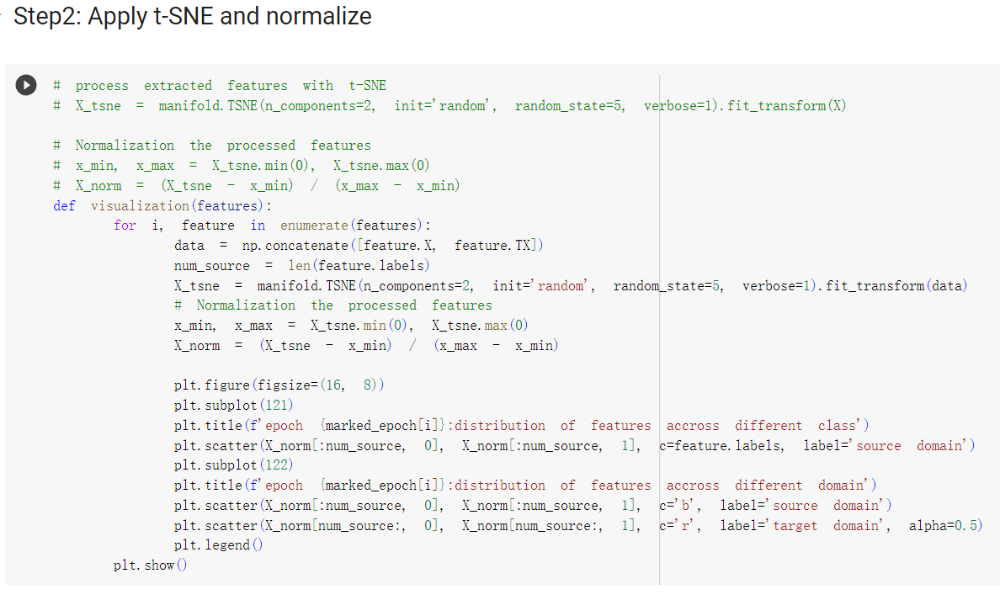 Step2: Apply t-SNE and normalize
# process extracted features with t-SNE
# X_tsne = manifold.TSNE(n_components=2, init='random', random_state=5, verbose=1).fit_transform(X)
# Normalization the processed features
# x_min, x_max = X_tsne.min(0), X_tsne.max(0)
# X_norm = (X_tsne - x_min) / (x_max - x_min)
def visualization(features):
for i, feature in enumerate(features):
data = np.concatenate([feature.X, feature.TX])
num_source = len(feature.labels)
X_tsne = manifold.TSNE(n_components=2, init='random', random_state=5, verbose=1).fit_transform(data)
# Normalization the processed features
x_min, x_max = X_tsne.min(0), X_tsne.max(0)
X_norm = (X_tsne - x_min) / (x_max - x_min)
plt.figure(figsize=(16, 8))
plt.subplot(121)
plt.title(f'epoch {marked_epoch[i]}:distribution of features accross different class')
plt.scatter(X_norm[:num_source, 0], X_norm[:num_source, 1], c=feature.labels, label='source domain')
plt.subplot(122)
plt.title(f'epoch {marked_epoch[i]}:distribution of features accross different domain')
plt.scatter(X_norm[:num_source, 0], X_norm[:num_source, 1], c='b', label='source domain')
plt.scatter(X_norm[num_source:, 0], X_norm[num_source:, 1], c='r', label='target domain', alpha=0.5)
plt.legend()
plt.show()